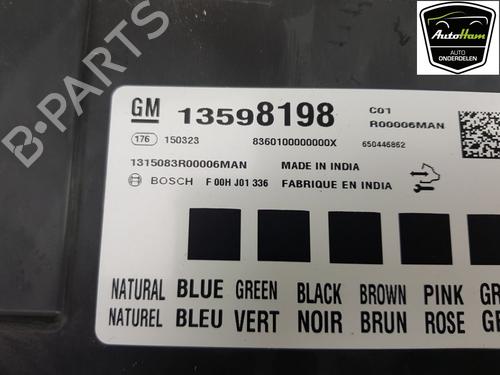 AutoHam
AUTO
ONDERDELEN
B-PARTS
GM 13598198 C01
R00006MAN
176 150323 8360100000000X 650446862
1315083R00006MAN MADE IN INDIA
BOSCH F 00H J01 336 FABRIQUE EN INDIA
NATURAL BLUE GREEN BLACK BROWN PINK
NATUREL BLEU VERT NOIR BRUN ROSE